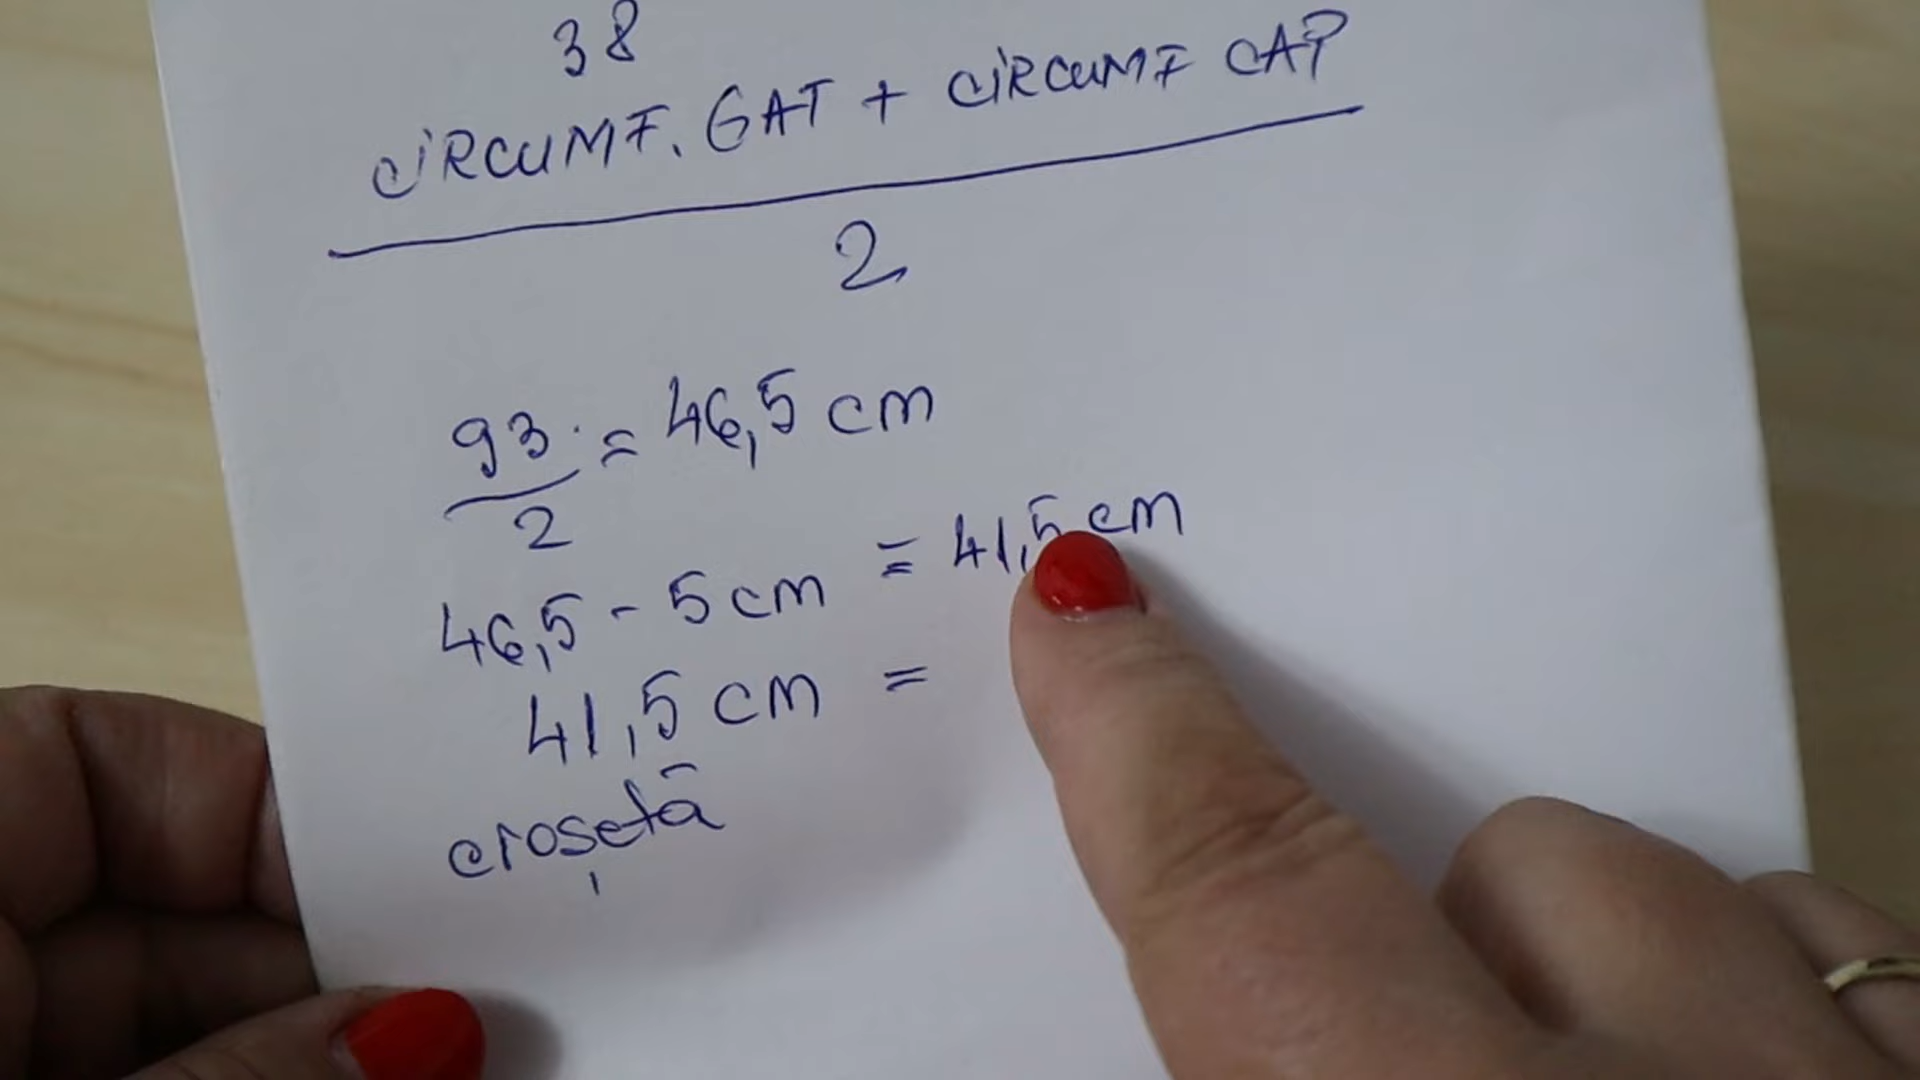 38
CIRCUMF. GAT + CIRCUMF CAP
2
93 = 46,5 cm
2
46,5 - 5 cm = 41,5 cm
41,5 cm =
croșetā